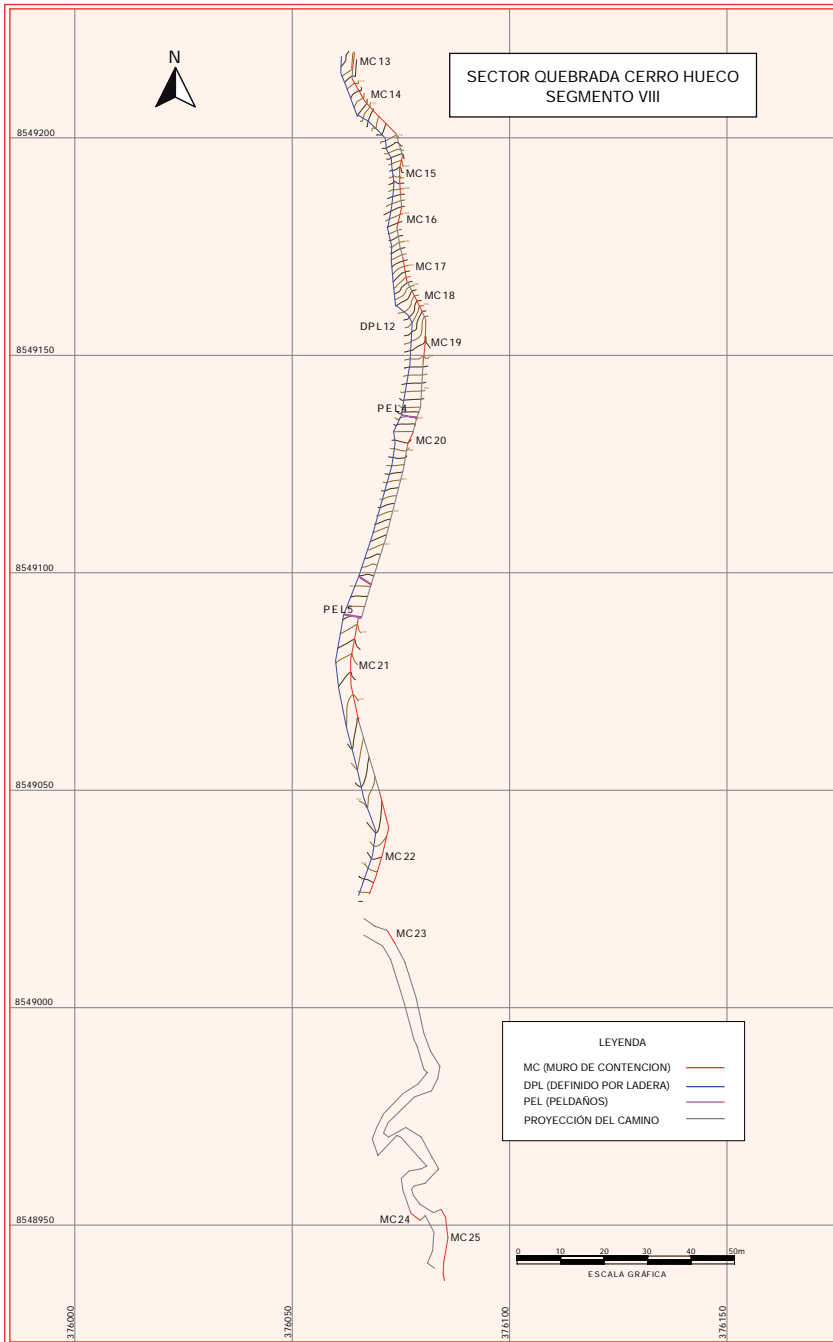 N
SECTOR QUEBRADA CERRO HUECO
SEGMENTO VIII
MC13
MC14
8549200
MC15
MC16
MC17
MC18
DPL12
MC19
8549150
PEL4
MC20
8549100
PEL5
MC21
8549050
MC22
MC23
8549000
LEYENDA
MC (MURO DE CONTENCION)
DPL (DEFINIDO POR LADERA)
PEL (PELDAÑOS)
PROYECCIÓN DEL CAMINO
8548950
MC24
MC25
0 10 20 30 40 50m
ESCALA GRÁFICA
376000
376050
376100
376150